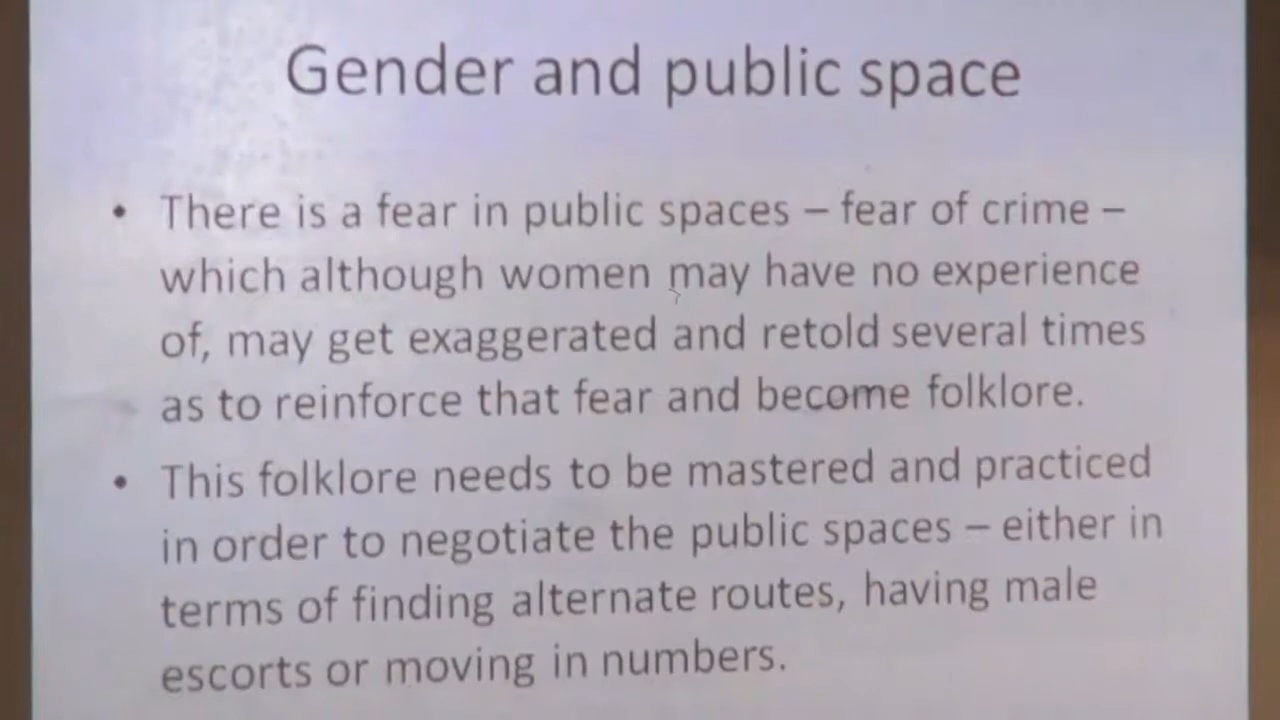 Gender and public space
• There is a fear in public spaces – fear of crime –
which although women may have no experience
of, may get exaggerated and retold several times
as to reinforce that fear and become folklore.
• This folklore needs to be mastered and practiced
in order to negotiate the public spaces – either in
terms of finding alternate routes, having male
escorts or moving in numbers.